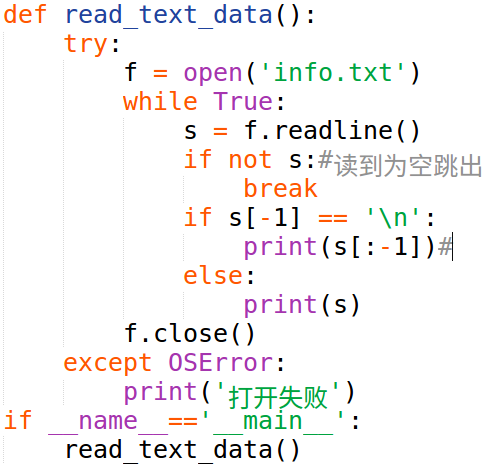 def read_text_data():
    try:
        f = open('info.txt')
        while True:
            s = f.readline()
            if not s:#读到为空跳出
                break
            if s[-1] == '\n':
                print(s[:-1])#
            else:
                print(s)
        f.close()
    except OSError:
        print('打开失败')
if __name__=='__main__':
    read_text_data()